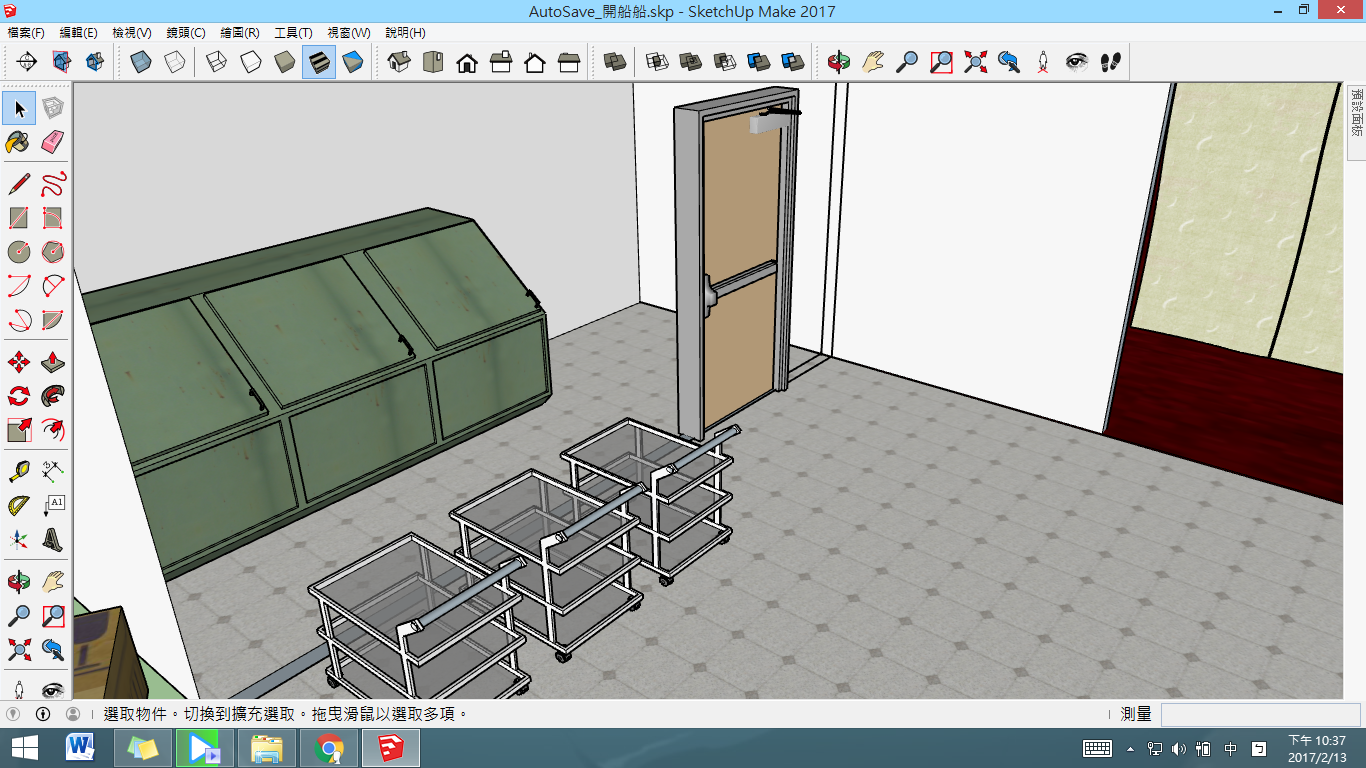 AutoSave_開船船.skp - SketchUp Make 2017
檔案(F) 編輯(E) 檢視(V) 鏡頭(C) 繪圖(R) 工具(T) 視窗(W) 說明(H)
預設面板
A1
選取物件。切換到擴充選取。拖曳滑鼠以選取多項。
測量
中
下午 10:37
2017/2/13